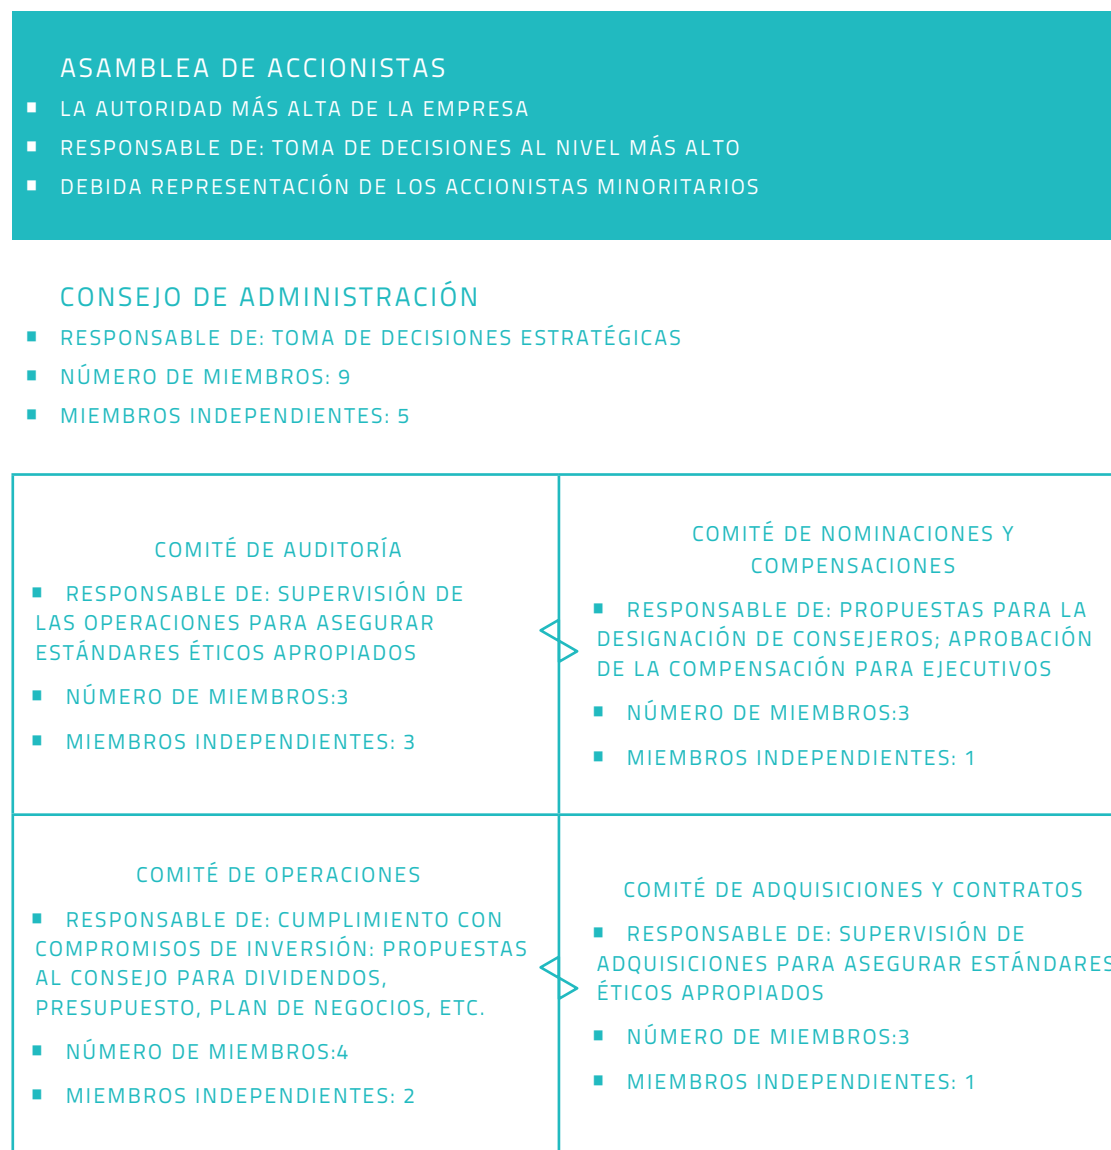 ASAMBLEA DE ACCIONISTAS
▪ LA AUTORIDAD MÁS ALTA DE LA EMPRESA
▪ RESPONSABLE DE: TOMA DE DECISIONES AL NIVEL MÁS ALTO
▪ DEBIDA REPRESENTACIÓN DE LOS ACCIONISTAS MINORITARIOS
CONSEJO DE ADMINISTRACIÓN
▪ RESPONSABLE DE: TOMA DE DECISIONES ESTRATÉGICAS
▪ NÚMERO DE MIEMBROS: 9
▪ MIEMBROS INDEPENDIENTES: 5
COMITÉ DE AUDITORÍA
▪ RESPONSABLE DE: SUPERVISIÓN DE
LAS OPERACIONES PARA ASEGURAR
ESTÁNDARES ÉTICOS APROPIADOS
▪ NÚMERO DE MIEMBROS:3
▪ MIEMBROS INDEPENDIENTES: 3
COMITÉ DE NOMINACIONES Y
COMPENSACIONES
▪ RESPONSABLE DE: PROPUESTAS PARA LA
DESIGNACIÓN DE CONSEJEROS; APROBACIÓN
DE LA COMPENSACIÓN PARA EJECUTIVOS
▪ NÚMERO DE MIEMBROS:3
▪ MIEMBROS INDEPENDIENTES: 1
COMITÉ DE OPERACIONES
▪ RESPONSABLE DE: CUMPLIMIENTO CON
COMPROMISOS DE INVERSIÓN: PROPUESTAS
AL CONSEJO PARA DIVIDENDOS,
PRESUPUESTO, PLAN DE NEGOCIOS, ETC.
▪ NÚMERO DE MIEMBROS:4
▪ MIEMBROS INDEPENDIENTES: 2
COMITÉ DE ADQUISICIONES Y CONTRATOS
▪ RESPONSABLE DE: SUPERVISIÓN DE
ADQUISICIONES PARA ASEGURAR ESTÁNDARES
ÉTICOS APROPIADOS
▪ NÚMERO DE MIEMBROS:3
▪ MIEMBROS INDEPENDIENTES: 1